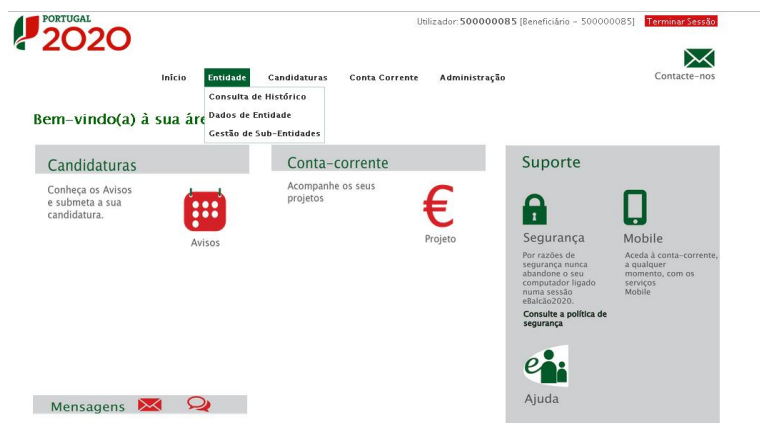 PORTUGAL
2020
Utilizador: 500000085 [Beneficiário - 500000085] Terminar Sessão
Contacte-nos
Início Entidade Candidaturas Conta Corrente Administração
Consulta de Histórico
Dados de Entidade
Gestão de Sub-Entidades
Bem-vindo(a) à sua áre
Candidaturas
Conheça os Avisos
e submeta a sua
candidatura.
Avisos
Conta-corrente
Acompanhe os seus
projetos
€
Projeto
Suporte
Segurança
Por razões de
segurança nunca
abandone o seu
computador ligado
numa sessão
eBalcão2020.
Consulte a política de
segurança
Mobile
Aceda à conta-corrente,
a qualquer
momento, com os
serviços
Mobile
Ajuda
Mensagens